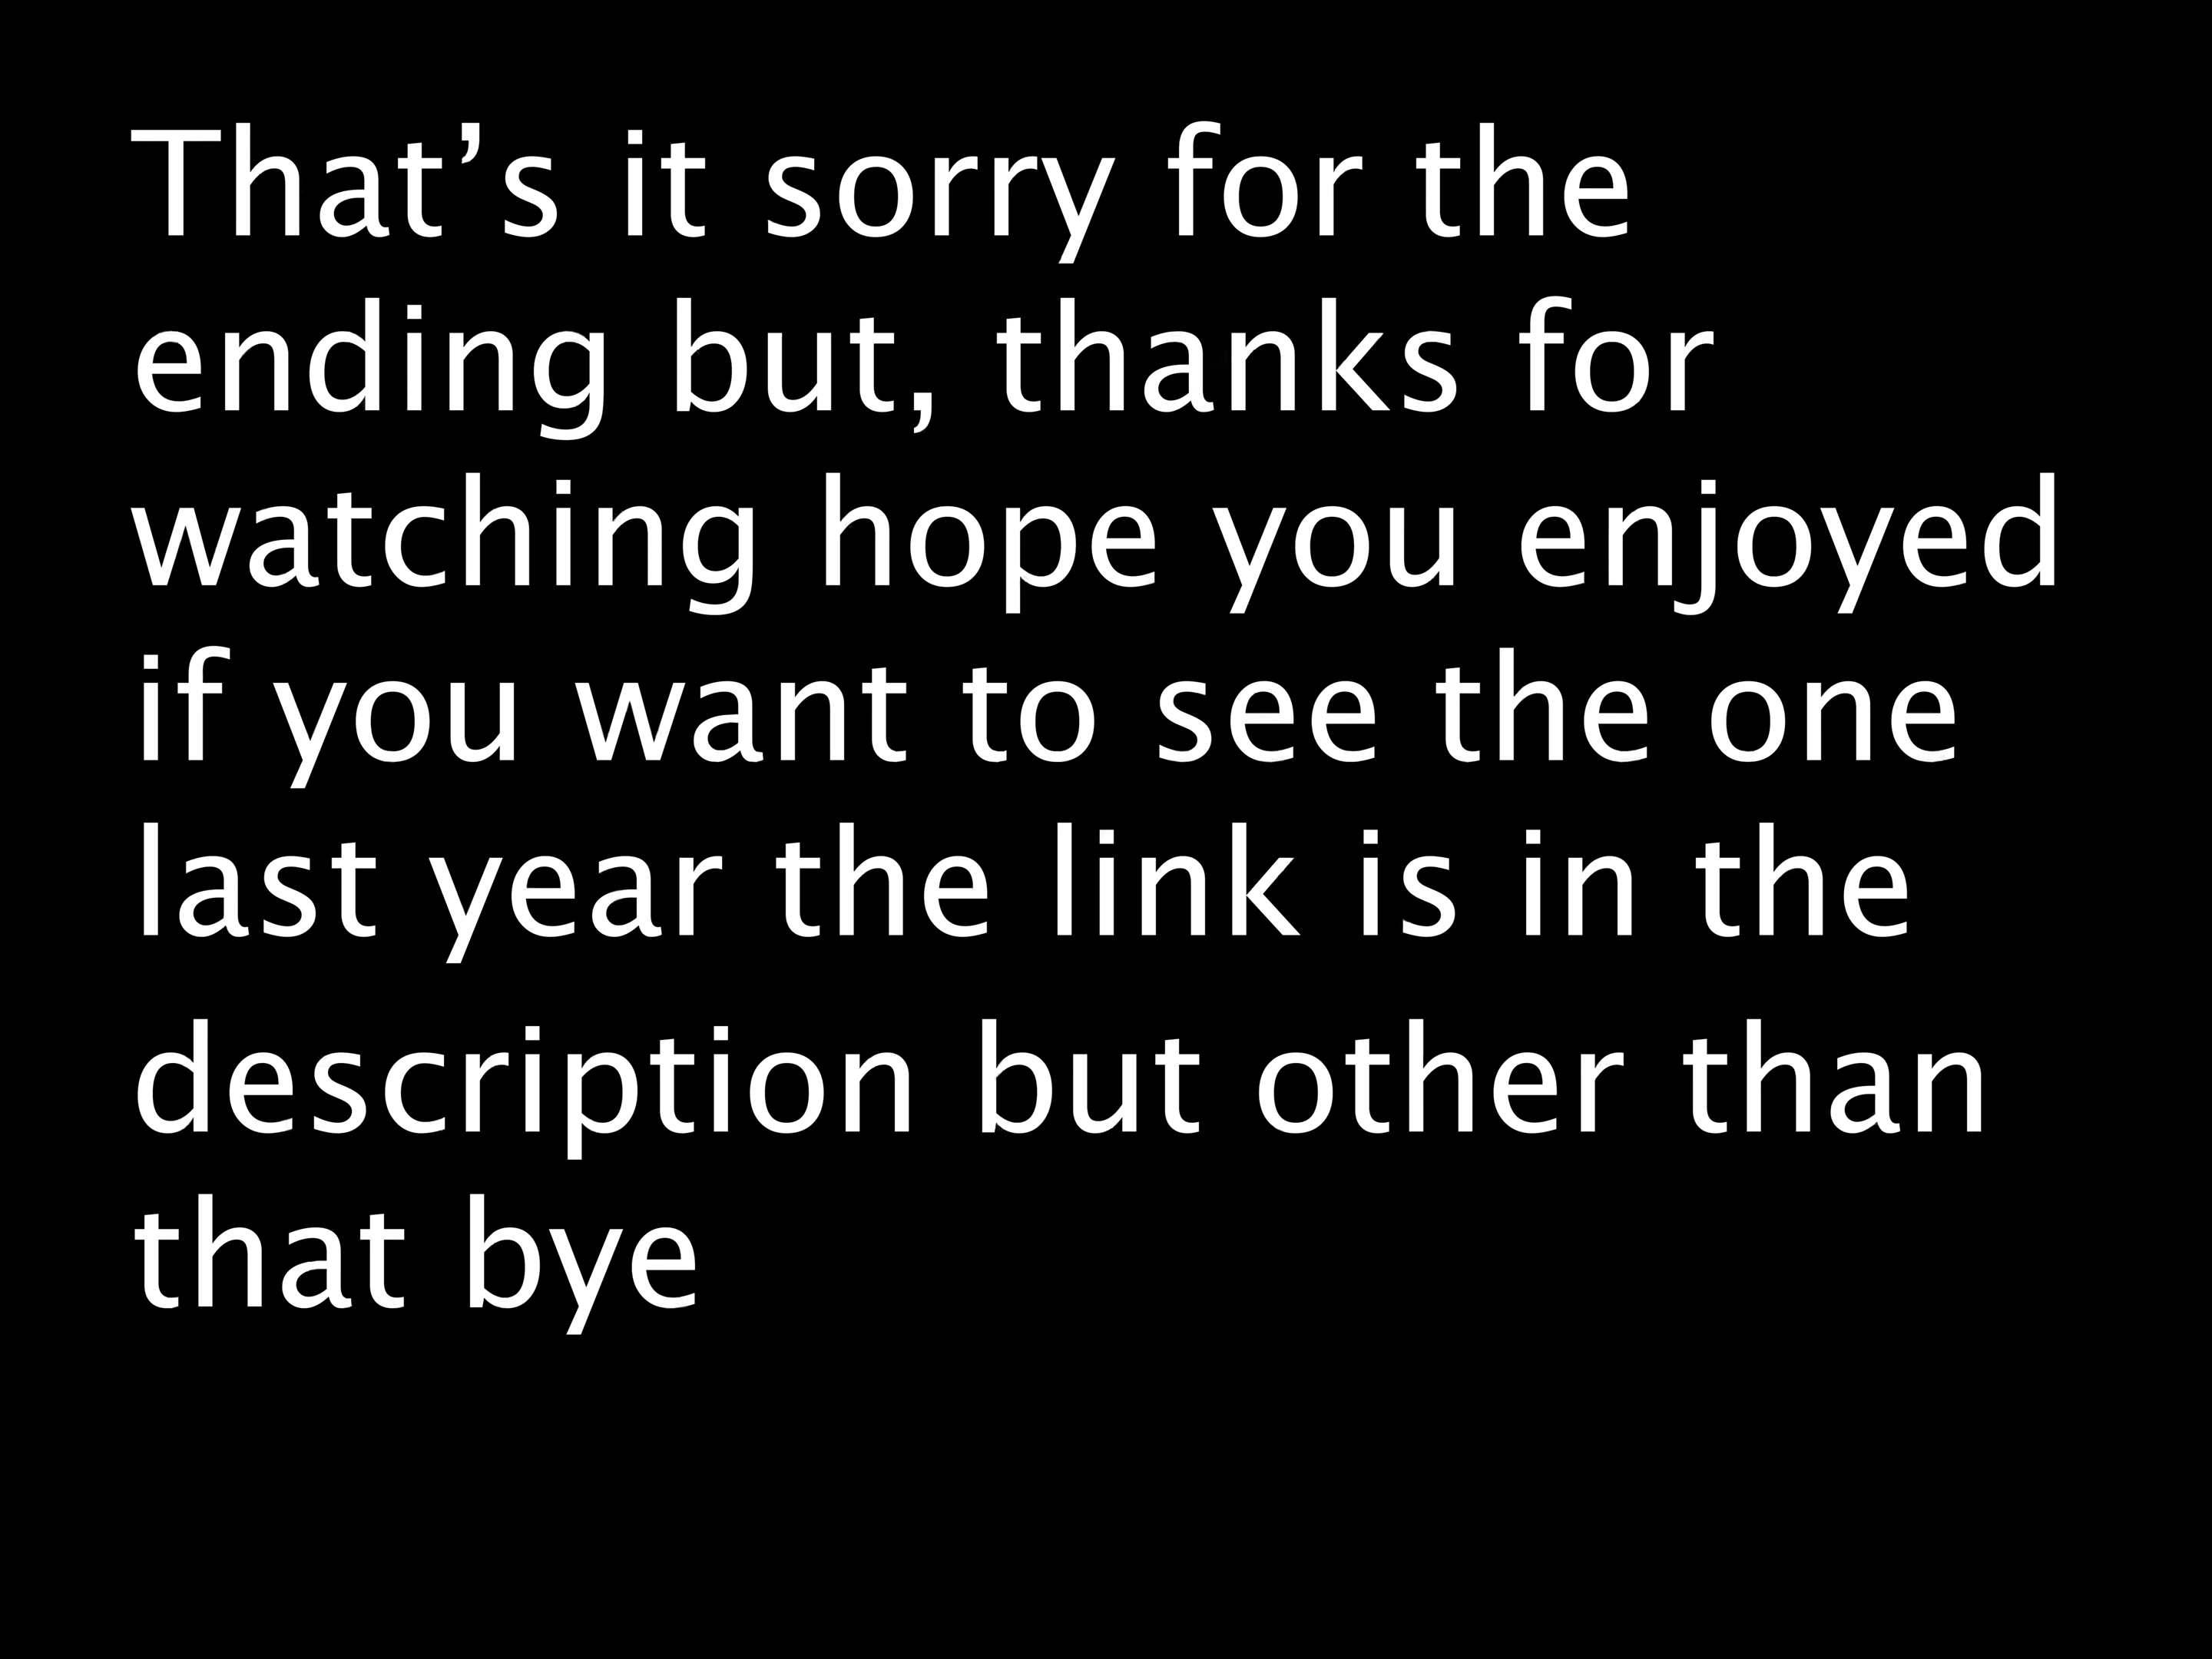 That’s it sorry for the
ending but, thanks for
watching hope you enjoyed
if you want to see the one
last year the link is in the
description but other than
that bye